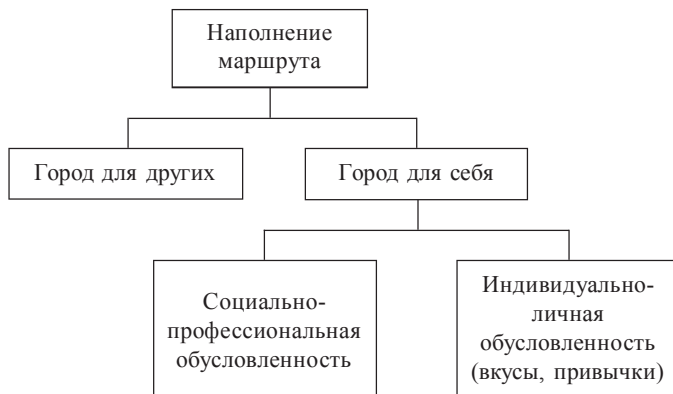 Наполнение
маршрута
Город для других
Город для себя
Социально-
профессиональная
обусловленность
Индивидуально-
личная
обусловленность
(вкусы, привычки)